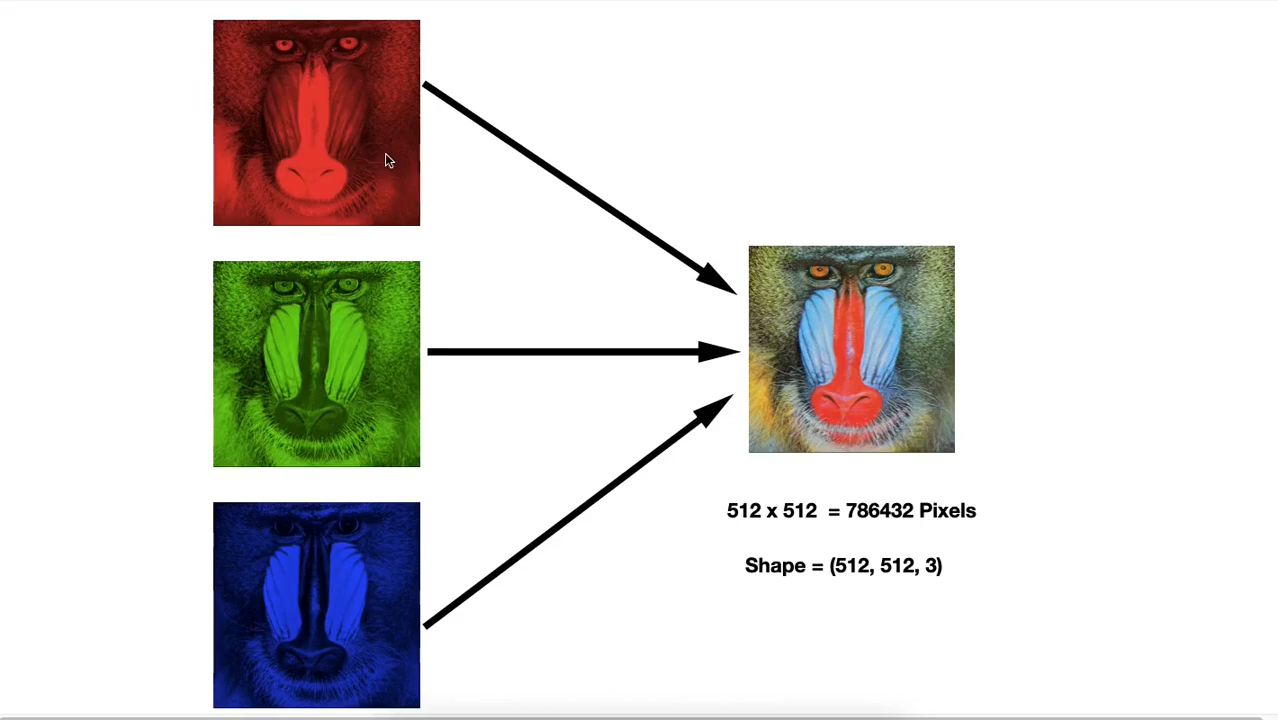 512 x 512 = 786432 Pixels
Shape = (512, 512, 3)